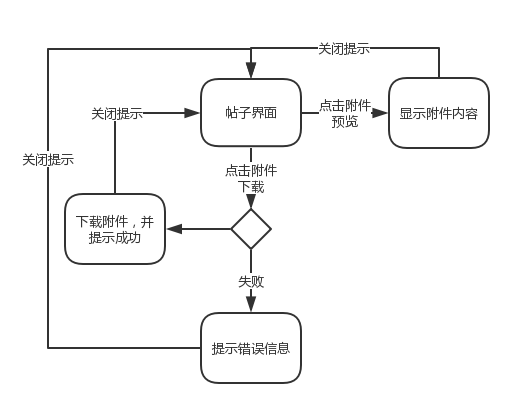 关闭提示
关闭提示
帖子界面
点击附件
预览
显示附件内容
关闭提示
点击附件
下载
下载附件，并
提示成功
失败
提示错误信息